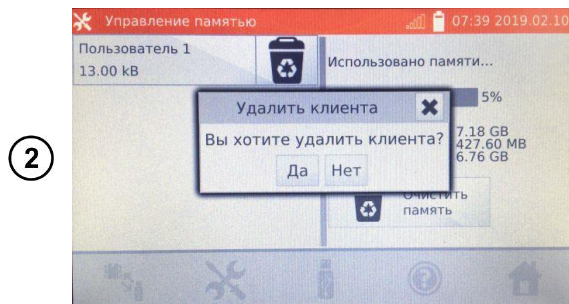 Управление памятью
07:39 2019.02.10
Пользователь 1
13.00 kB
Использовано памяти...
5%
Удалить клиента
Вы хотите удалить клиента?
7.18 GB
427.60 MB
6.76 GB
Да
Нет
Очистить
память
2